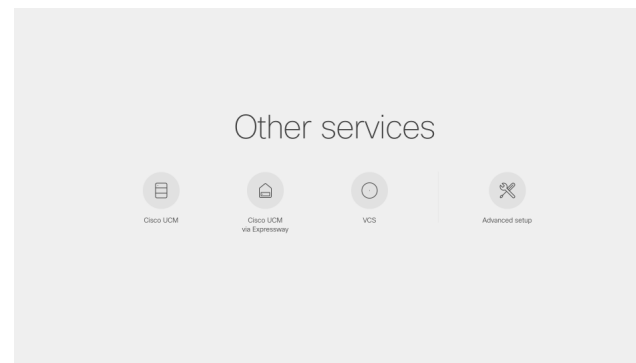 Other services
Cisco UCM
Cisco UCM
via Expressway
VCS
Advanced setup